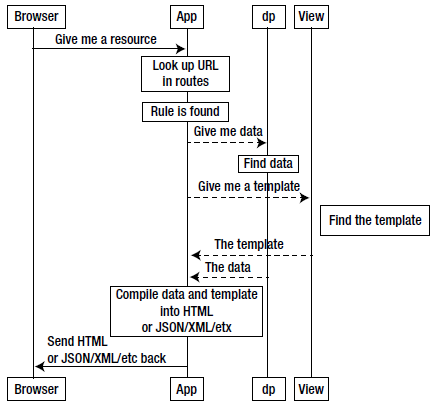 Browser
App
dp
View
Give me a resource
Look up URL
in routes
Rule is found
Give me data
Find data
Give me a template
Find the template
The template
The data
Compile data and template
into HTML
or JSON/XML/etx
Send HTML
or JSON/XML/etc back
Browser
App
dp
View